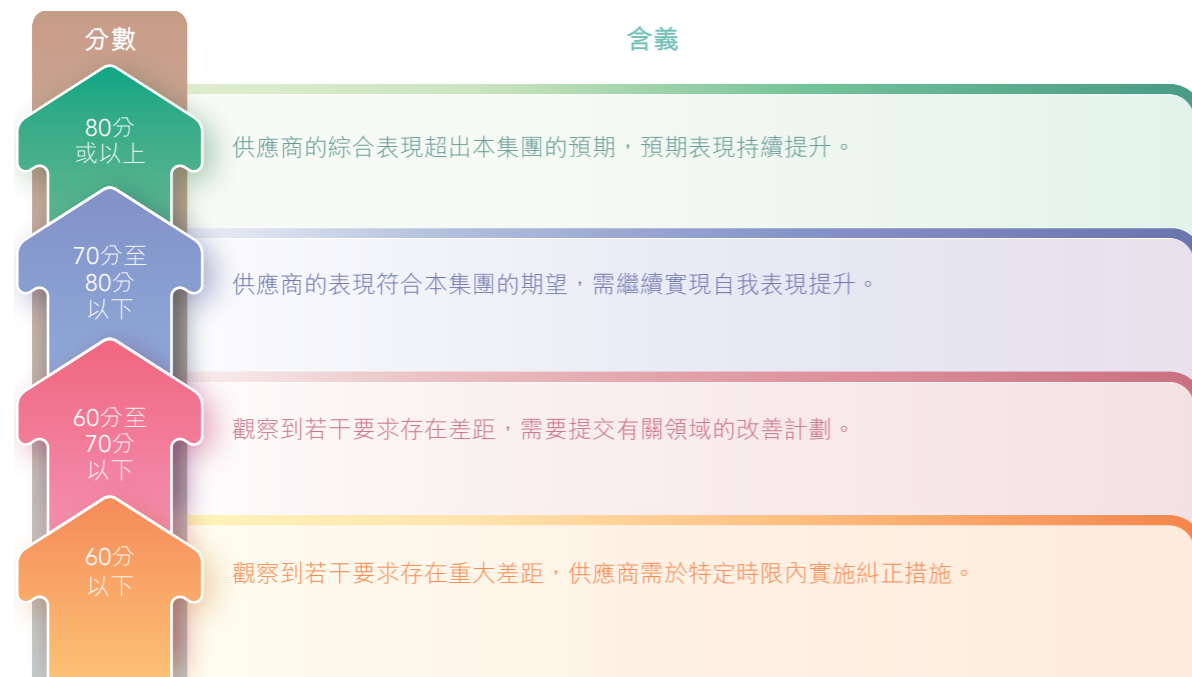 分數
含義
80分
或以上
供應商的綜合表現超出本集團的預期，預期表現持續提升。
70分至
80分
以下
供應商的表現符合本集團的期望，需繼續實現自我表現提升。
60分至
70分
以下
觀察到若干要求存在差距，需要提交有關領域的改善計劃。
60分
以下
觀察到若干要求存在重大差距，供應商需於特定時限內實施糾正措施。